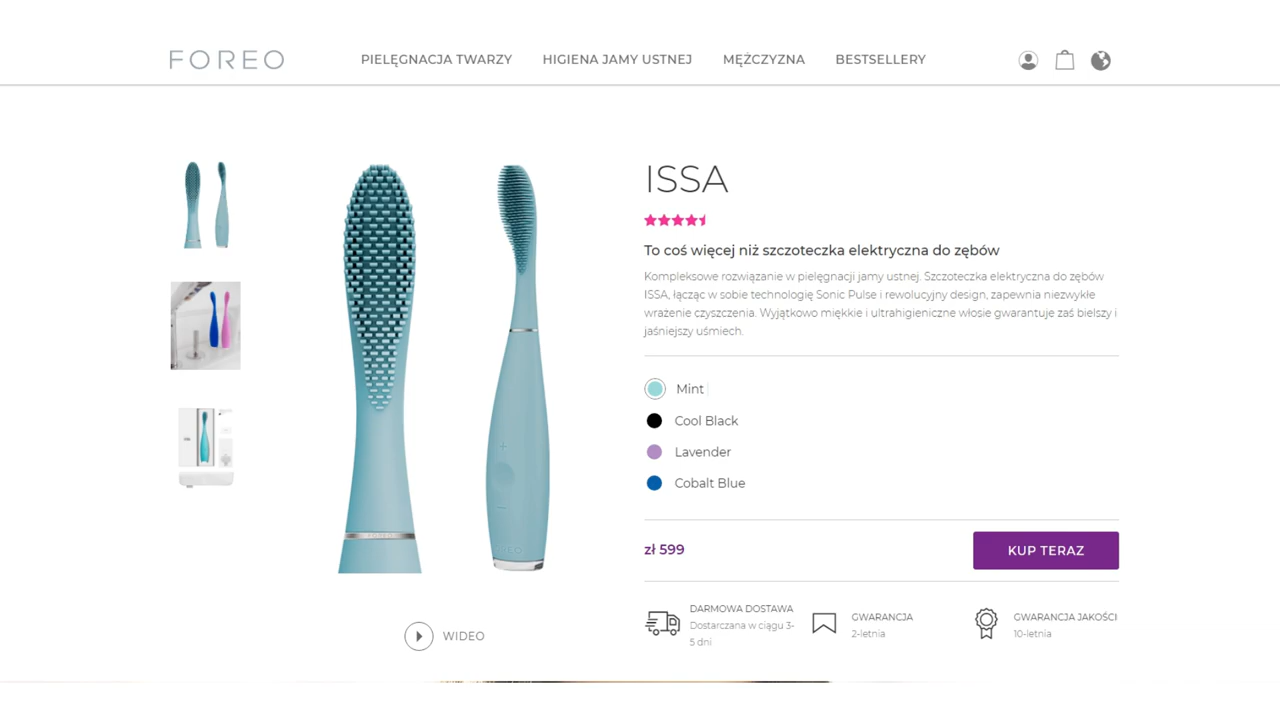 FOREO
PIELĘGNACJA TWARZY
HIGIENA JAMY USTNEJ
MĘŻCZYZNA
BESTSELLERY
ISSA
To coś więcej niż szczoteczka elektryczna do zębów
Kompleksowe rozwiązanie w pielęgnacji jamy ustnej. Szczoteczka elektryczna do zębów
ISSA, łącząc w sobie technologię Sonic Pulse i rewolucyjny design, zapewnia niezwykłe
wrażenie czyszczenia. Wyjątkowo miękkie i ultrahigieniczne włosie gwarantuje zaś bielszy i
jaśniejszy uśmiech.
Mint
Cool Black
Lavender
Cobalt Blue
zł 599
KUP TERAZ
DARMOWA DOSTAWA
Dostarczana w ciągu 3-
5 dni
GWARANCJA
2-letnia
GWARANCJA JAKOŚCI
10-letnia
WIDEO